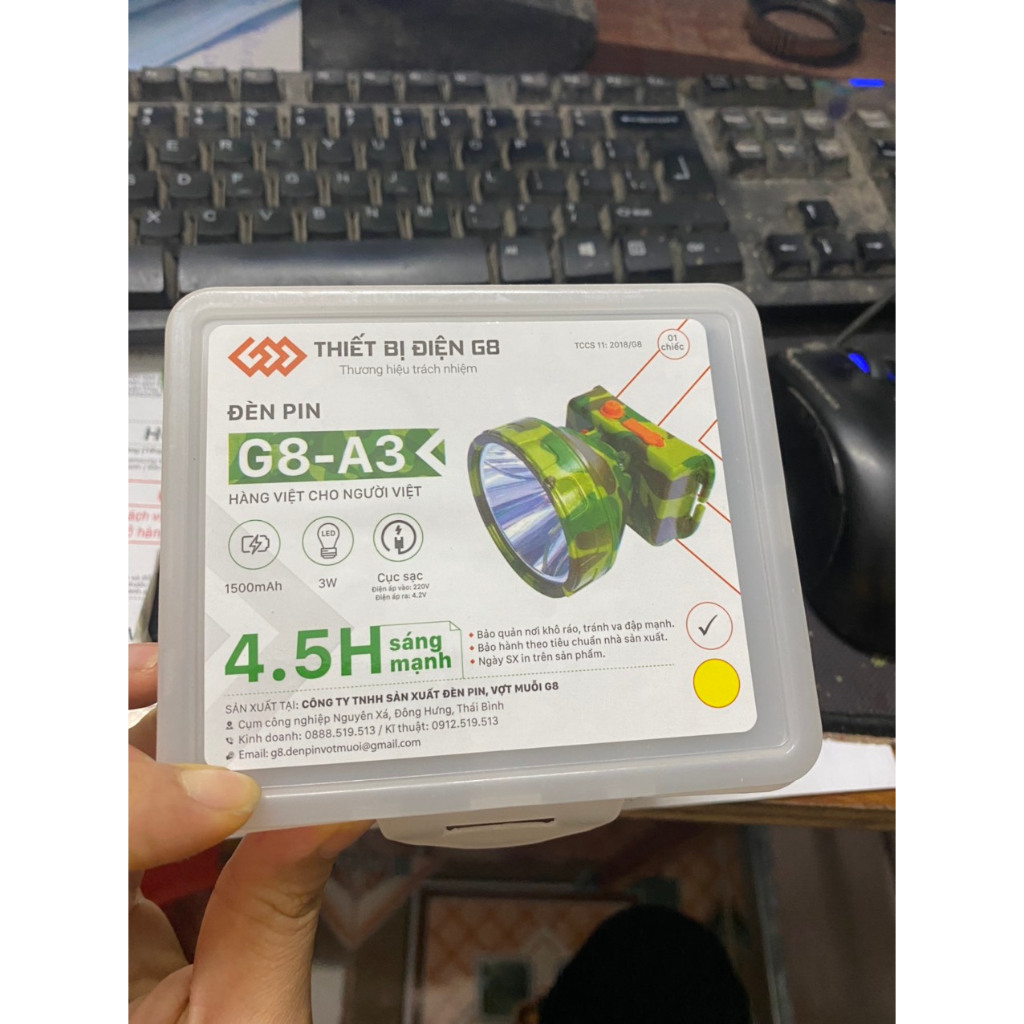 THIẾT BỊ ĐIỆN G8
Thương hiệu trách nhiệm
TCCS 11: 2018/G8
01
chiếc
ĐÈN PIN
G8-A3
HÀNG VIỆT CHO NGƯỜI VIỆT
LED
1500mAh
3W
Cục sạc
Điện áp vào: 220V
Điện áp ra: 4.2V
4.5H sáng mạnh
Bảo quản nơi khô ráo, tránh va đập mạnh.
Bảo hành theo tiêu chuẩn nhà sản xuất.
Ngày SX in trên sản phẩm.
SẢN XUẤT TẠI: CÔNG TY TNHH SẢN XUẤT ĐÈN PIN, VỢT MUỖI G8
Cụm công nghiệp Nguyên Xá, Đông Hưng, Thái Bình
Kinh doanh: 0888.519.513 / Kĩ thuật: 0912.519.513
Email: g8.denpinvotmuoi@gmail.com